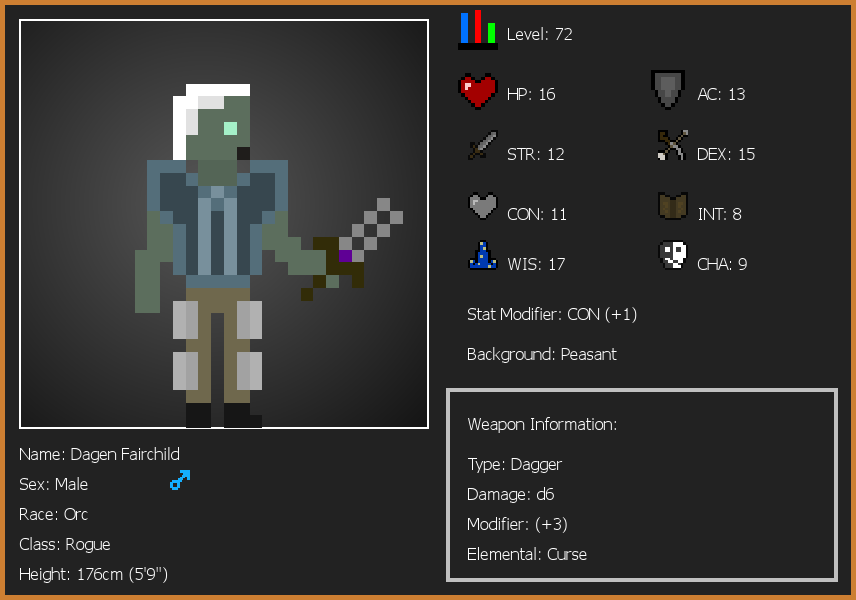 Level: 72
HP: 16
AC: 13
STR: 12
DEX: 15
CON: 11
INT: 8
WIS: 17
CHA: 9
Stat Modifier: CON (+1)
Background: Peasant
Weapon Information:
Type: Dagger
Damage: d6
Modifier: (+3)
Elemental: Curse
Name: Dagen Fairchild
Sex: Male
Race: Orc
Class: Rogue
Height: 176cm (5'9")